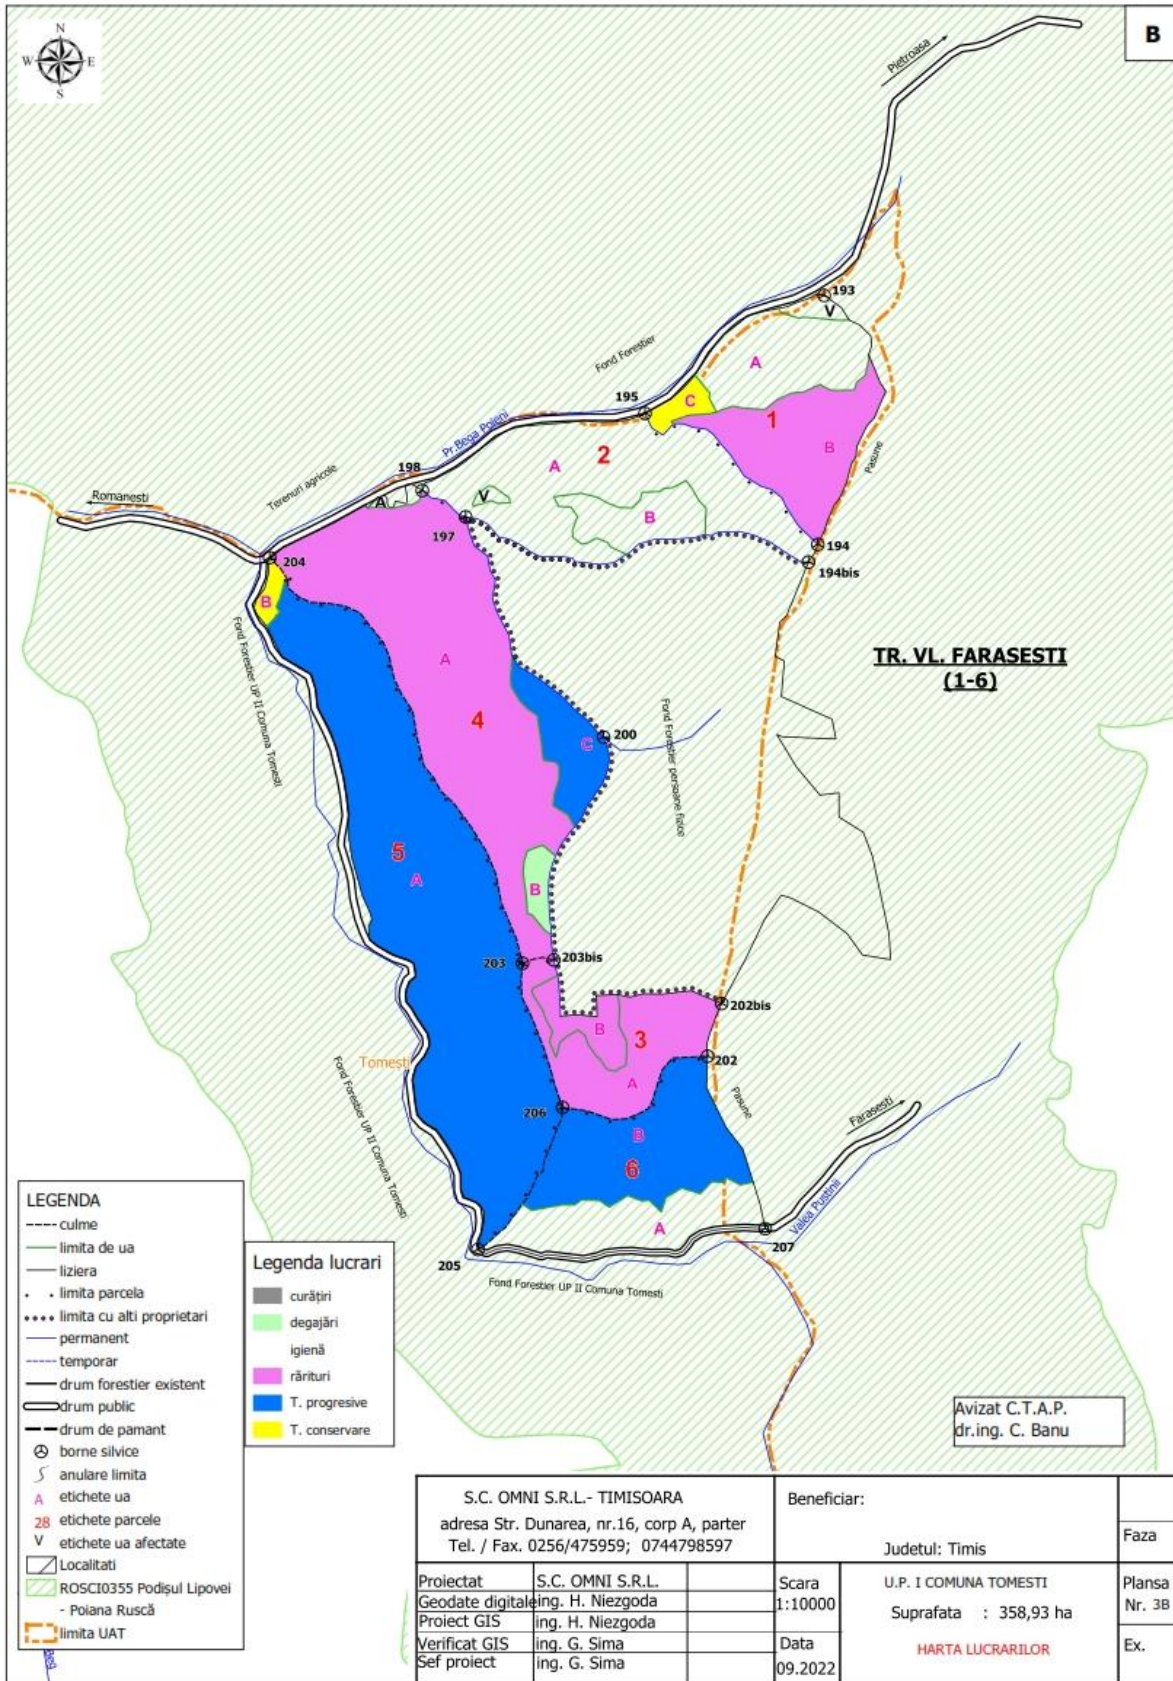 B
N
W E
S
Pietroasa
193
V
Fond Forestier
A
195
C
1
B
Pasune
Pr.Bega Poieni
2
A
198
Terenuri agricole
Romanesti
A
V
B
197
194
194bis
204
B
TR. VL. FARASESTI
(1-6)
Fond Forestier UP II Comuna Tomesti
A
4
200
C
Fond Forestier persoane fizice
5
A
B
203
203bis
202bis
B
3
202
Tomești
A
Pasune
206
B
Farasesti
6
Fond Forestier UP II Comuna Tomesti
Valea Pustinii
A
207
205
Fond Forestier UP II Comuna Tomesti
LEGENDA
culme
limita de ua
liziera
limita parcela
limita cu alti proprietari
permanent
temporar
drum forestier existent
drum public
drum de pamant
borne silvice
anulare limita
A etichete ua
28 etichete parcele
V etichete ua afectate
Localitati
ROSCI0355 Podișul Lipovei
- Poiana Ruscă
limita UAT
Beg
Legenda lucrari
curățiri
degajări
igienă
rărituri
T. progresive
T. conservare
Avizat C.T.A.P.
dr.ing. C. Banu
S.C. OMNI S.R.L.- TIMISOARA
adresa Str. Dunarea, nr.16, corp A, parter
Tel. / Fax. 0256/475959; 0744798597
Beneficiar:
Judetul: Timis
Faza
Proiectat S.C. OMNI S.R.L.
Geodate digitale ing. H. Niezgoda
Proiect GIS ing. H. Niezgoda
Verificat GIS ing. G. Sima
Sef proiect ing. G. Sima
Scara
1:10000
Data
09.2022
U.P. I COMUNA TOMESTI
Suprafata : 358,93 ha
HARTA LUCRARILOR
Plansa
Nr. 3B
Ex.